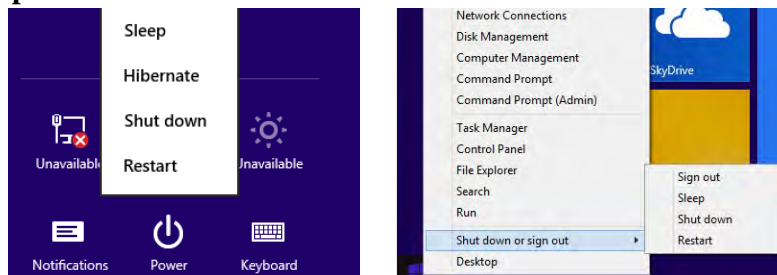 Sleep
Hibernate
Shut down
Restart
Unavailable
Notifications
Power
Keyboard
Network Connections
Disk Management
Computer Management
Command Prompt
Command Prompt (Admin)
Task Manager
Control Panel
File Explorer
Search
Run
Shut down or sign out
Desktop
SkyDrive
Sign out
Sleep
Shut down
Restart